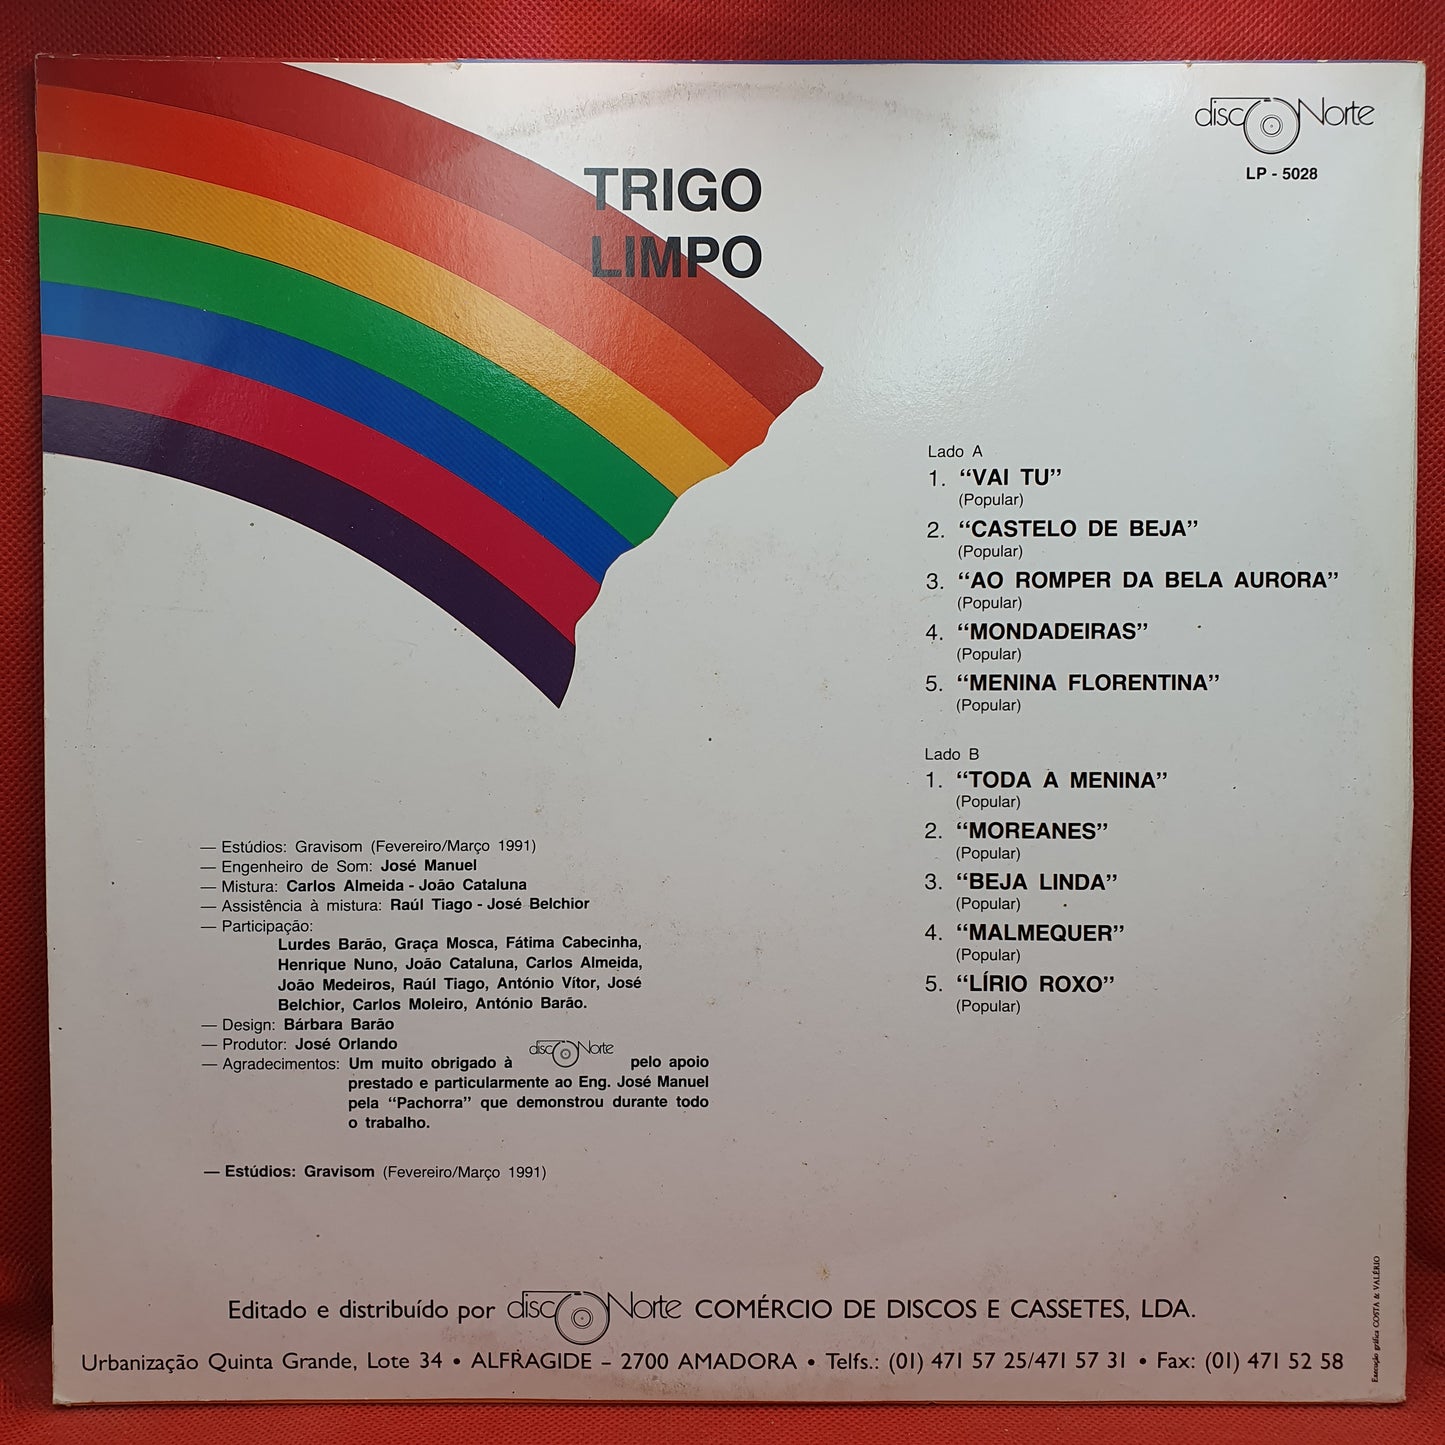 disco Norte
LP - 5028
TRIGO
LIMPO
Lado A
1. “VAI TU”
(Popular)
2. “CASTELO DE BEJA”
(Popular)
3. “AO ROMPER DA BELA AURORA”
(Popular)
4. “MONDADEIRAS”
(Popular)
5. “MENINA FLORENTINA”
(Popular)
Lado B
1. “TODA A MENINA”
(Popular)
2. “MOREANES”
(Popular)
3. “BEJA LINDA”
(Popular)
4. “MALMEQUER”
(Popular)
5. “LÍRIO ROXO”
(Popular)
— Estúdios: Gravisom (Fevereiro/Março 1991)
— Engenheiro de Som: José Manuel
— Mistura: Carlos Almeida - João Cataluna
— Assistência à mistura: Raúl Tiago - José Belchior
— Participação:
Lurdes Barão, Graça Mosca, Fátima Cabecinha,
Henrique Nuno, João Cataluna, Carlos Almeida,
João Medeiros, Raúl Tiago, António Vítor, José
Belchior, Carlos Moleiro, António Barão.
— Design: Bárbara Barão
— Produtor: José Orlando
— Agradecimentos: Um muito obrigado à disco Norte pelo apoio
prestado e particularmente ao Eng. José Manuel
pela “Pachorra” que demonstrou durante todo
o trabalho.
— Estúdios: Gravisom (Fevereiro/Março 1991)
Editado e distribuído por disco Norte COMÉRCIO DE DISCOS E CASSETES, LDA.
Urbanização Quinta Grande, Lote 34 • ALFRAGIDE – 2700 AMADORA • Telfs.: (01) 471 57 25/471 57 31 • Fax: (01) 471 52 58
Execução gráfica COSTA & VALÉRIO